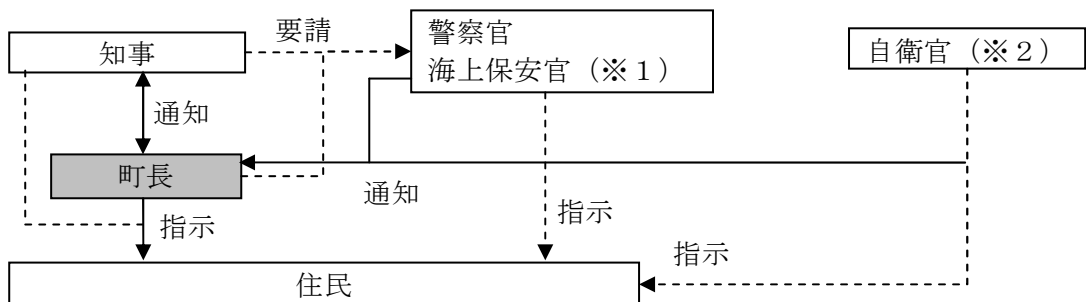 知事
要請
警察官
海上保安官（※１）
自衛官（※２）
通知
町長
通知
指示
指示
指示
住民